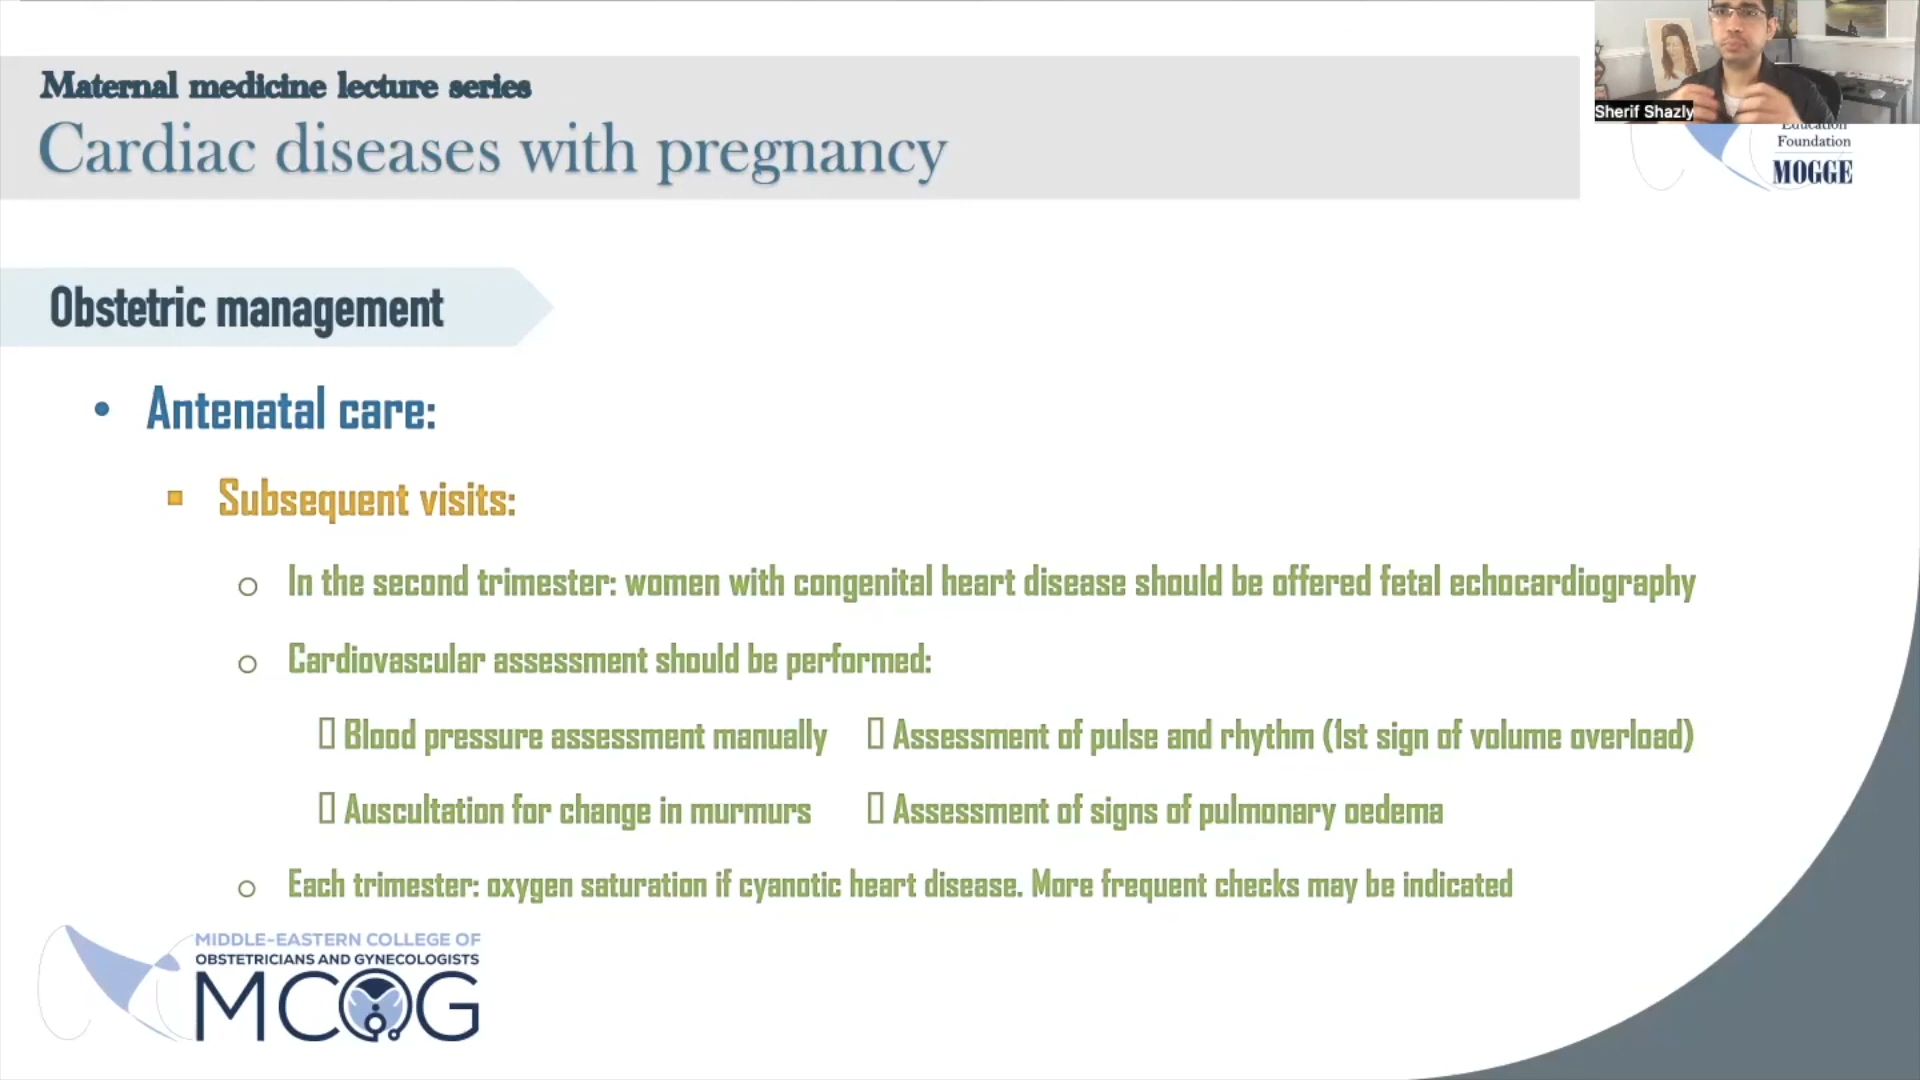 Maternal medicine lecture series
Cardiac diseases with pregnancy
Sherif Shazly
Education
Foundation
MOGGE
Obstetric management
• Antenatal care:
Subsequent visits:
o In the second trimester: women with congenital heart disease should be offered fetal echocardiography
o Cardiovascular assessment should be performed:
Blood pressure assessment manually Assessment of pulse and rhythm (1st sign of volume overload)
Auscultation for change in murmurs Assessment of signs of pulmonary oedema
o Each trimester: oxygen saturation if cyanotic heart disease. More frequent checks may be indicated
MIDDLE-EASTERN COLLEGE OF
OBSTETRICIANS AND GYNECOLOGISTS
MCOG